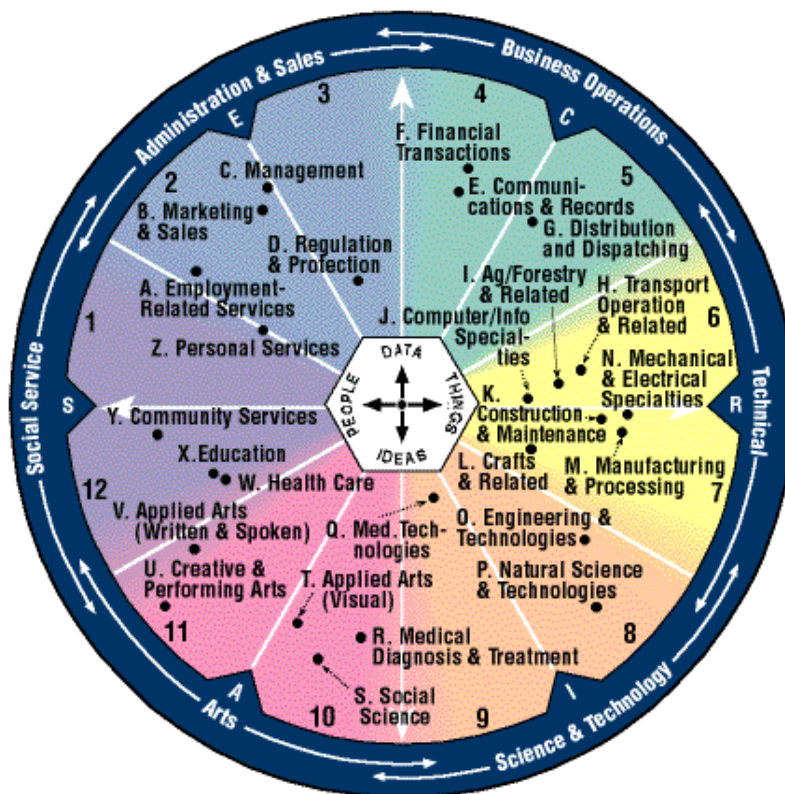 Administration & Sales
Business Operations
3
4
E
C
F. Financial
Transactions
2
C. Management
5
E. Communi-
cations & Records
B. Marketing
& Sales
G. Distribution
and Dispatching
D. Regulation
& Protection
I. Ag/Forestry
& Related
H. Transport
Operation
& Related
A. Employment-
Related Services
1
6
J. Computer/Info
Special-
ties
Z. Personal Services
DATA
N. Mechanical
& Electrical
Specialties
Social Service
S
PEOPLE
THINGS
K.
Construction
& Maintenance
R
Technical
Y. Community Services
IDEAS
X.Education
L. Crafts
& Related
M. Manufacturing
& Processing
W. Health Care
12
7
V. Applied Arts
(Written & Spoken)
Q. Med. Tech-
nologies
O. Engineering &
Technologies
U. Creative &
Performing Arts
T. Applied Arts
(Visual)
P. Natural Science
& Technologies
11
R. Medical
Diagnosis & Treatment
8
S. Social
Science
A
10
9
I
Arts
Science & Technology